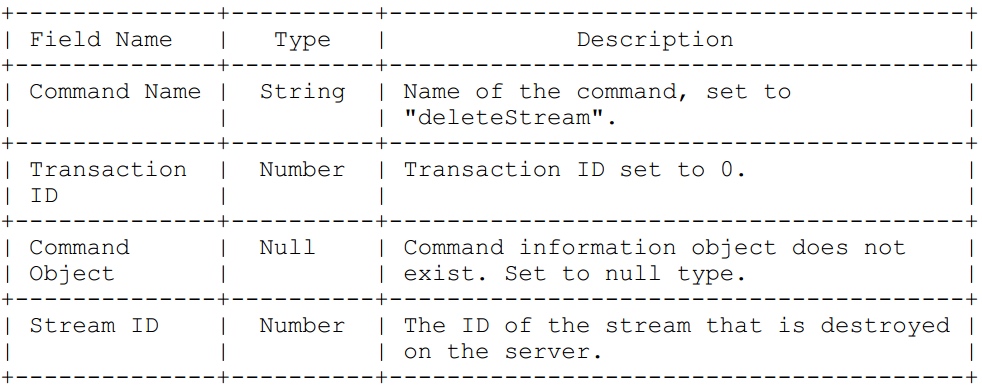 +--------------+----------+----------------------------------------+
| Field Name   |   Type   |             Description                |
+--------------+----------+----------------------------------------+
| Command Name |  String  | Name of the command, set to            |
|              |          | "deleteStream".                        |
+--------------+----------+----------------------------------------+
| Transaction  |  Number  | Transaction ID set to 0.               |
| ID           |          |                                        |
+--------------+----------+----------------------------------------+
| Command      |  Null    | Command information object does not    |
| Object       |          | exist. Set to null type.               |
+--------------+----------+----------------------------------------+
| Stream ID    |  Number  | The ID of the stream that is destroyed |
|              |          | on the server.                         |
+--------------+----------+----------------------------------------+